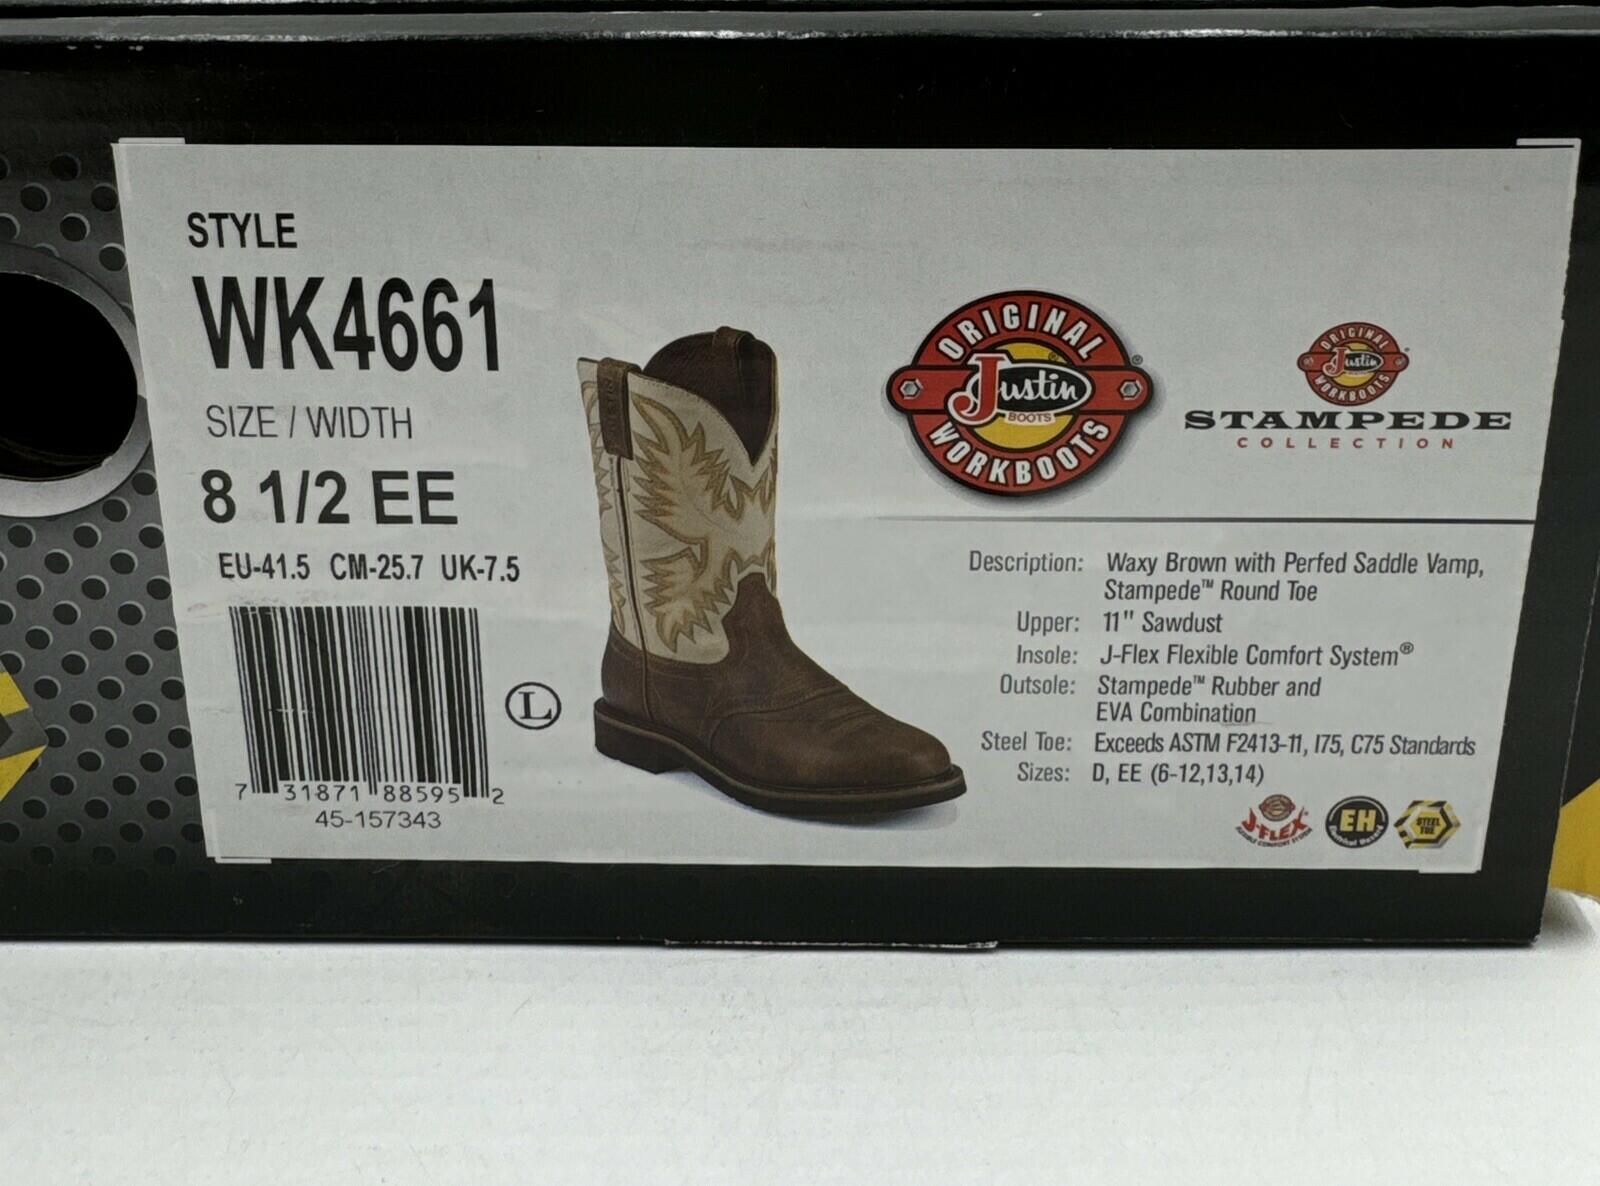 STYLE
WK4661
SIZE / WIDTH
8 1/2 EE
EU-41.5 CM-25.7 UK-7.5
7 31871 88595 2
45-157343
L
JUSTIN
ORIGINAL
Justin
BOOTS
WORKBOOTS
®
ORIGINAL
Justin
WORKBOOTS
STAMPEDE
COLLECTION
Description: Waxy Brown with Perfed Saddle Vamp,
Stampede™ Round Toe
Upper: 11" Sawdust
Insole: J-Flex Flexible Comfort System®
Outsole: Stampede™ Rubber and
EVA Combination
Steel Toe: Exceeds ASTM F2413-11, I75, C75 Standards
Sizes: D, EE (6-12,13,14)
J-FLEX
EH
STEEL
TOE